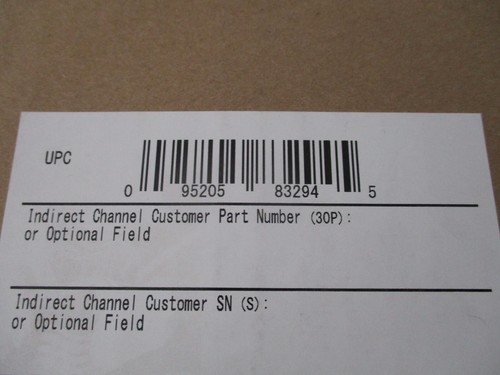 UPC
0 95205 83294 5
Indirect Channel Customer Part Number (30P):
or Optional Field
Indirect Channel Customer SN (S):
or Optional Field